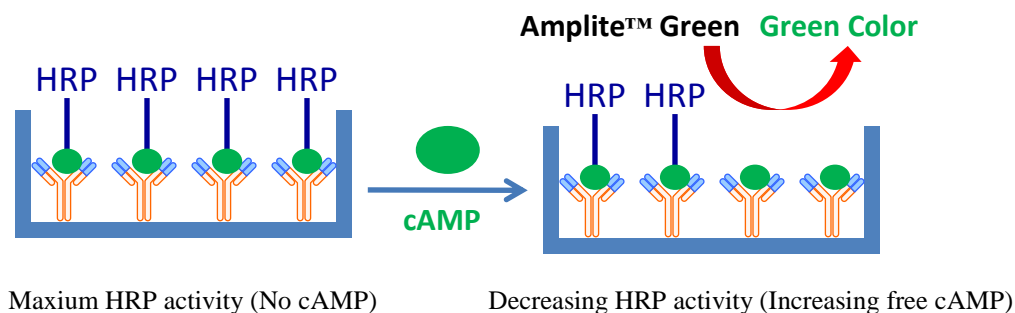 Amplite™ Green Green Color
HRP HRP HRP HRP
HRP HRP
cAMP
Maxium HRP activity (No cAMP)
Decreasing HRP activity (Increasing free cAMP)